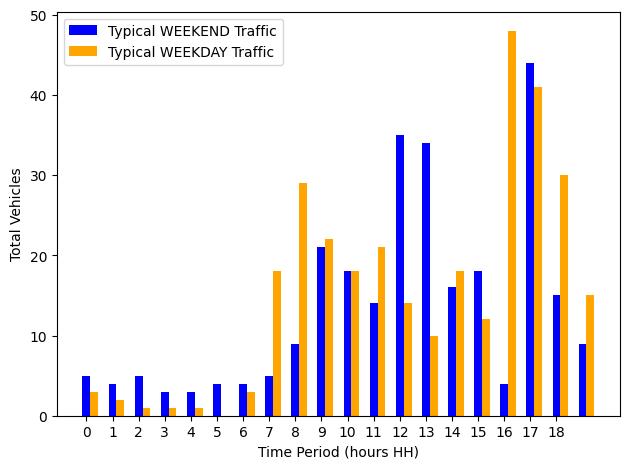 Typical WEEKEND Traffic
Typical WEEKDAY Traffic
50
40
30
20
10
0
Total Vehicles
0 1 2 3 4 5 6 7 8 9 10 11 12 13 14 15 16 17 18
Time Period (hours HH)